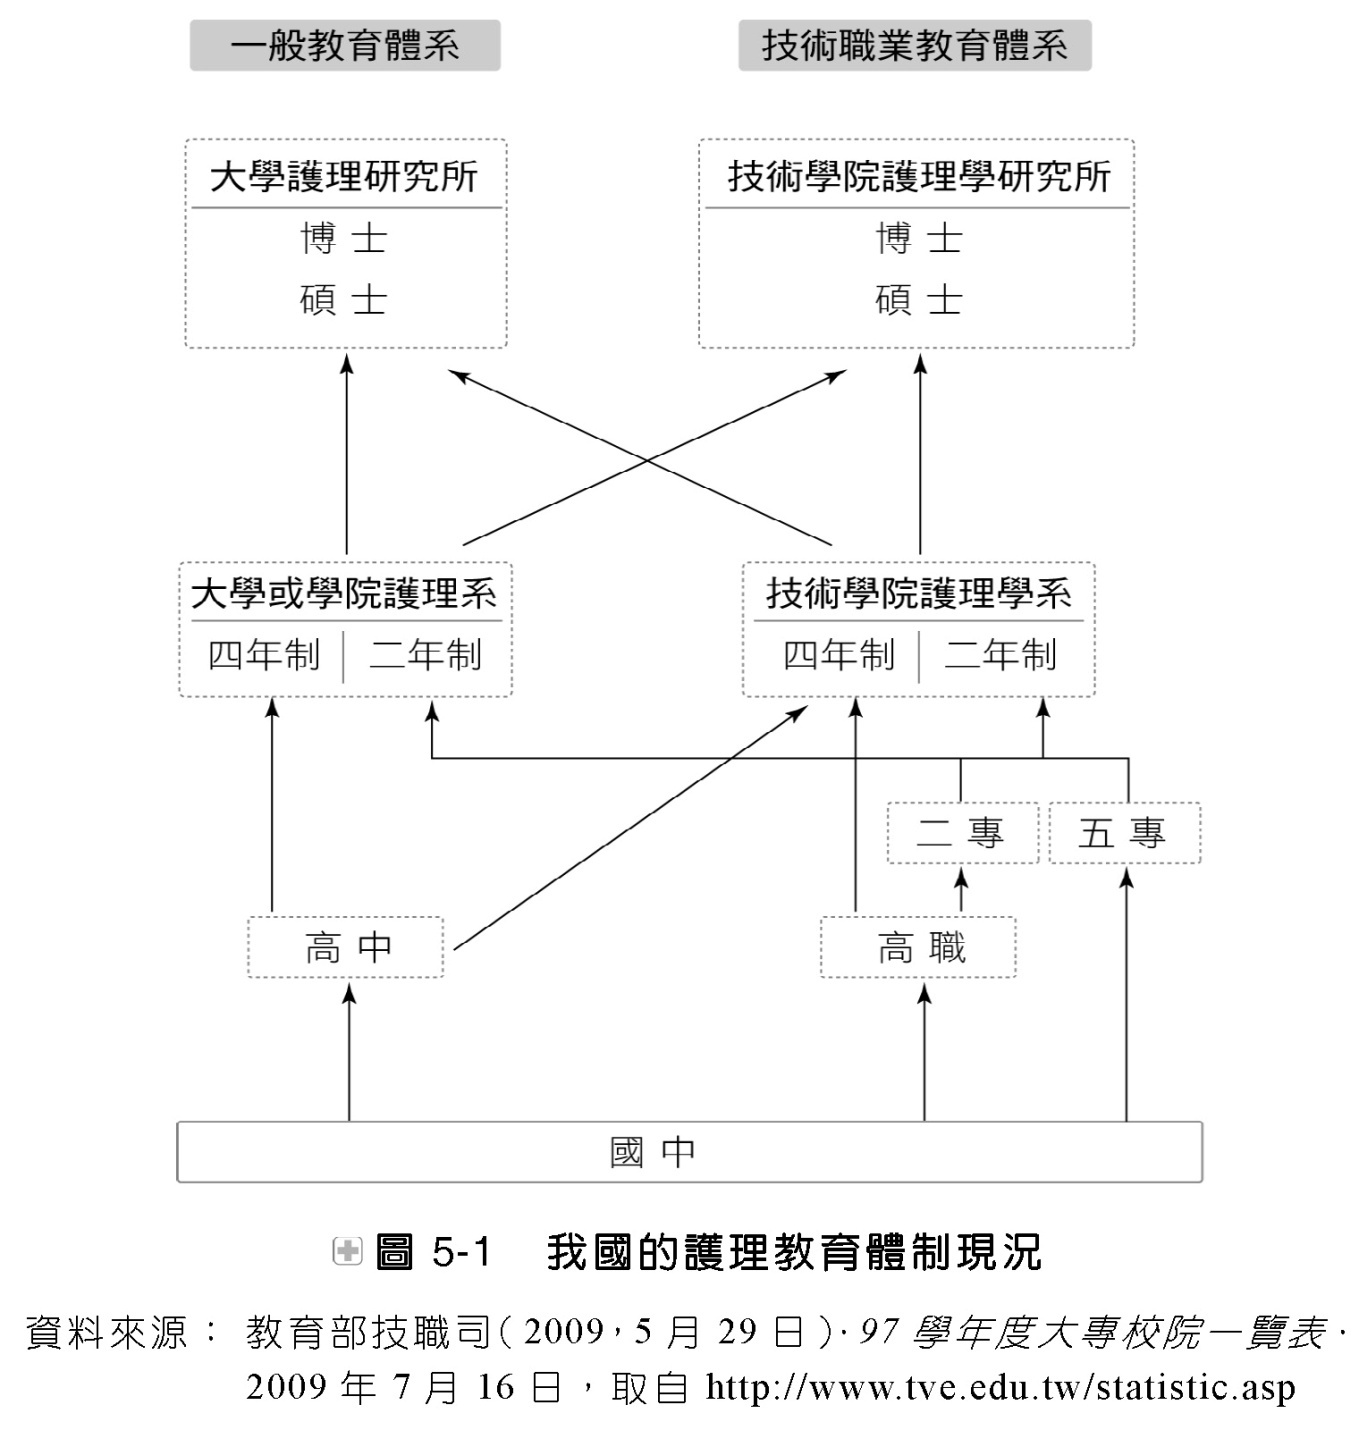 一般教育體系
技術職業教育體系
大學護理研究所
博士
碩士
技術學院護理學研究所
博士
碩士
大學或學院護理系
四年制 二年制
技術學院護理學系
四年制 二年制
二專
五專
高中
高職
國中
圖 5-1 我國的護理教育體制現況
資料來源：教育部技職司(2009，5 月 29 日)．97 學年度大專校院一覽表．
2009 年 7 月 16 日，取自 http://www.tve.edu.tw/statistic.asp